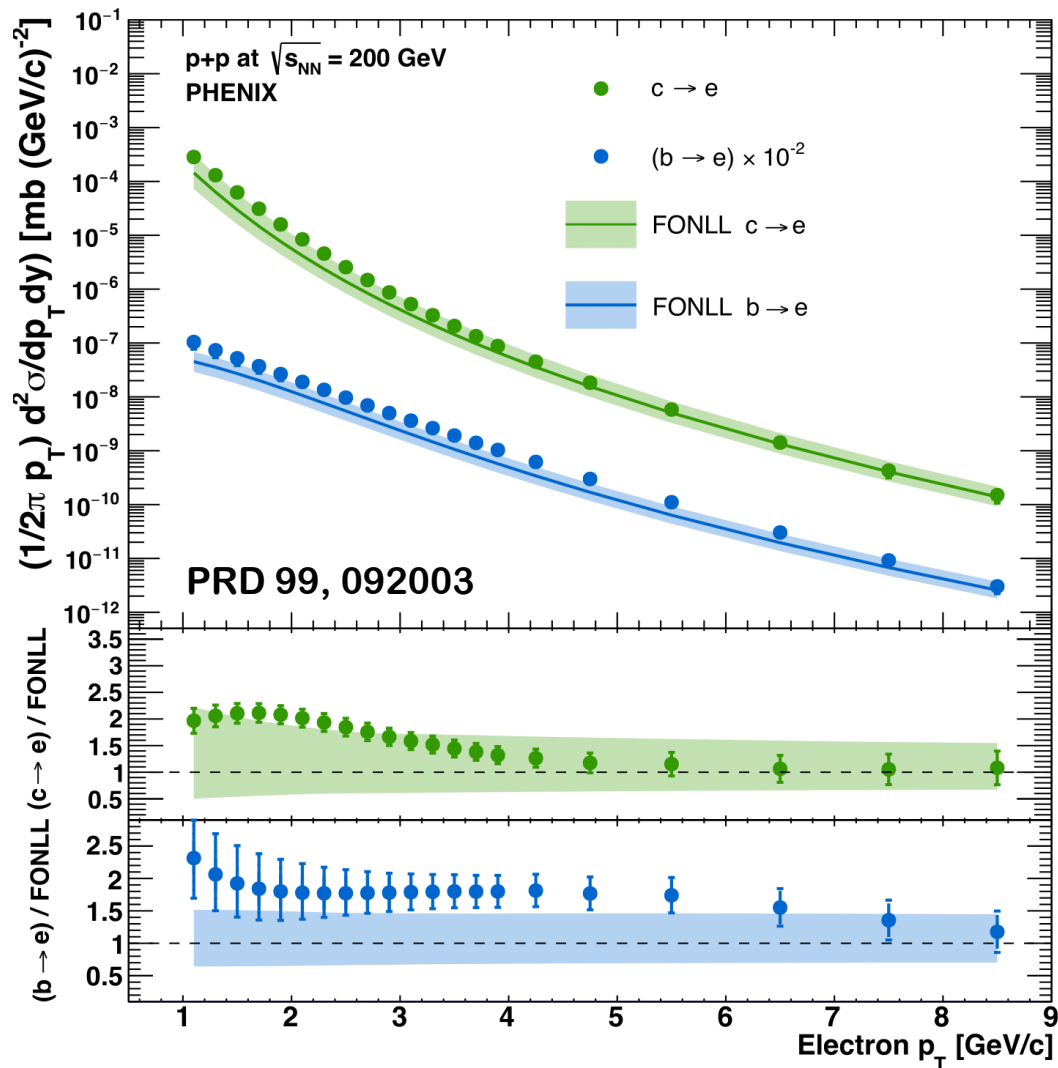 p+p at √s_NN = 200 GeV
PHENIX
c → e
(b → e) × 10^-2
FONLL c → e
FONLL b → e
PRD 99, 092003
(1/2π p_T) d^2 σ/dp_T dy) [mb (GeV/c)^-2]
10^-1
10^-2
10^-3
10^-4
10^-5
10^-6
10^-7
10^-8
10^-9
10^-10
10^-11
10^-12
(c → e) / FONLL
3.5
3
2.5
2
1.5
1
0.5
(b → e) / FONLL
2.5
2
1.5
1
0.5
1 2 3 4 5 6 7 8 9
Electron p_T [GeV/c]